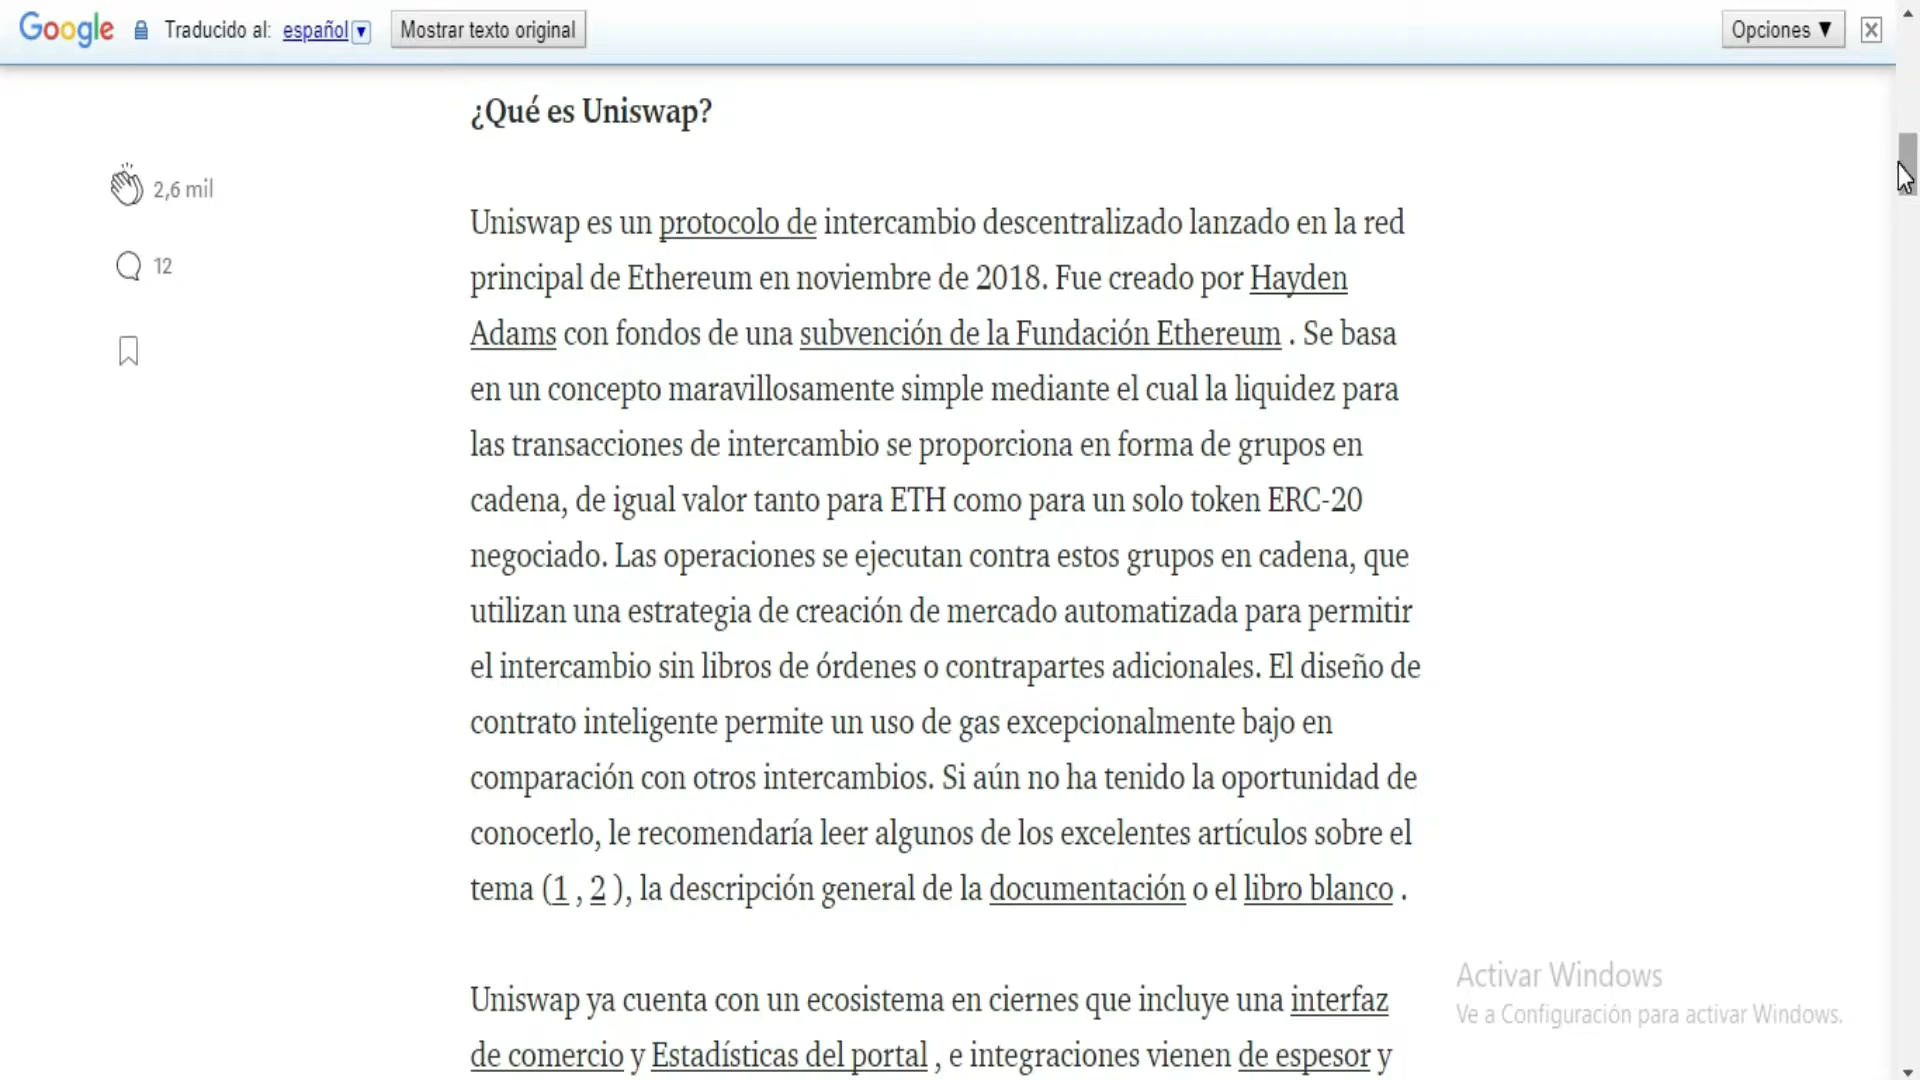 Google Traducido al: español ▼ Mostrar texto original Opciones ▼
¿Qué es Uniswap?
2,6 mil
12
Uniswap es un protocolo de intercambio descentralizado lanzado en la red
principal de Ethereum en noviembre de 2018. Fue creado por Hayden
Adams con fondos de una subvención de la Fundación Ethereum . Se basa
en un concepto maravillosamente simple mediante el cual la liquidez para
las transacciones de intercambio se proporciona en forma de grupos en
cadena, de igual valor tanto para ETH como para un solo token ERC-20
negociado. Las operaciones se ejecutan contra estos grupos en cadena, que
utilizan una estrategia de creación de mercado automatizada para permitir
el intercambio sin libros de órdenes o contrapartes adicionales. El diseño de
contrato inteligente permite un uso de gas excepcionalmente bajo en
comparación con otros intercambios. Si aún no ha tenido la oportunidad de
conocerlo, le recomendaría leer algunos de los excelentes artículos sobre el
tema (1 , 2 ), la descripción general de la documentación o el libro blanco .
Uniswap ya cuenta con un ecosistema en ciernes que incluye una interfaz
de comercio y Estadísticas del portal , e integraciones vienen de espesor y
Activar Windows
Ve a Configuración para activar Windows.